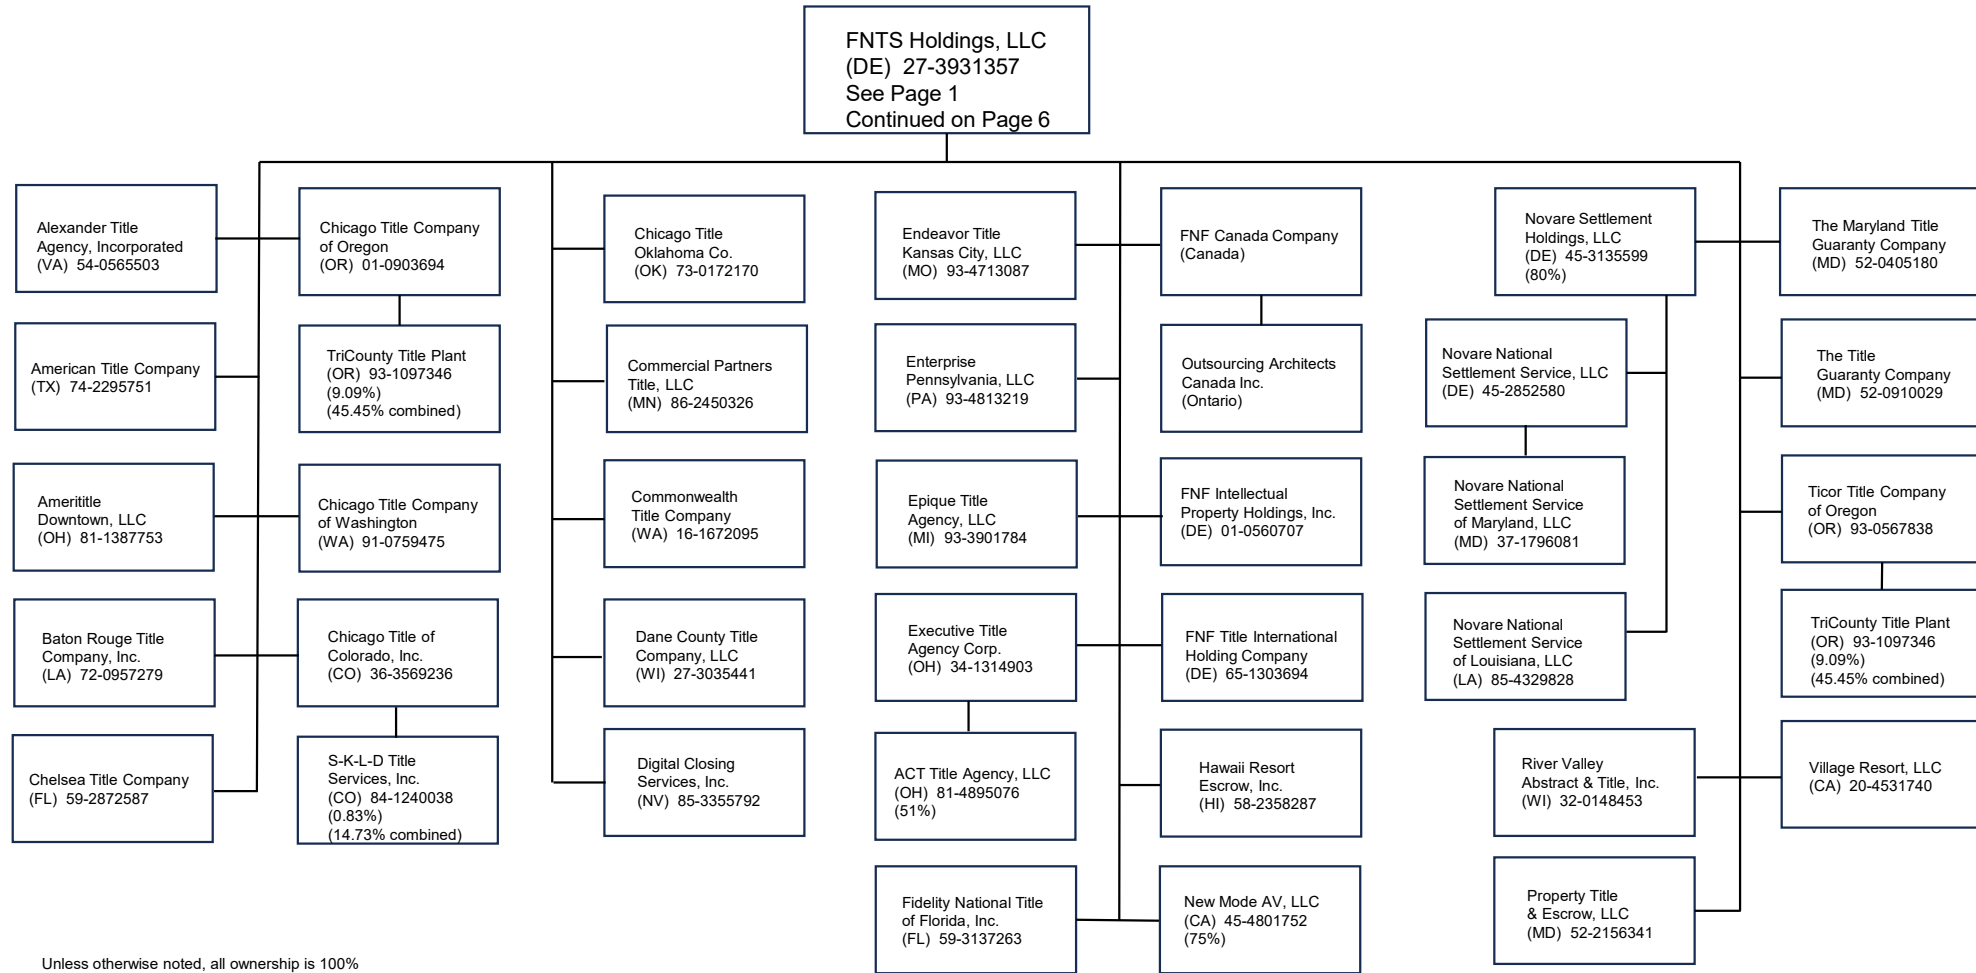 FNTS Holdings, LLC
(DE) 27-3931357
See Page 1
Continued on Page 6
Alexander Title
Agency, Incorporated
(VA) 54-0565503
American Title Company
(TX) 74-2295751
Amerititle
Downtown, LLC
(OH) 81-1387753
Baton Rouge Title
Company, Inc.
(LA) 72-0957279
Chelsea Title Company
(FL) 59-2872587
Chicago Title Company
of Oregon
(OR) 01-0903694
TriCounty Title Plant
(OR) 93-1097346
(9.09%)
(45.45% combined)
Chicago Title Company
of Washington
(WA) 91-0759475
Chicago Title of
Colorado, Inc.
(CO) 36-3569236
S-K-L-D Title
Services, Inc.
(CO) 84-1240038
(0.83%)
(14.73% combined)
Chicago Title
Oklahoma Co.
(OK) 73-0172170
Commercial Partners
Title, LLC
(MN) 86-2450326
Commonwealth
Title Company
(WA) 16-1672095
Dane County Title
Company, LLC
(WI) 27-3035441
Digital Closing
Services, Inc.
(NV) 85-3355792
Endeavor Title
Kansas City, LLC
(MO) 93-4713087
Enterprise
Pennsylvania, LLC
(PA) 93-4813219
Epique Title
Agency, LLC
(MI) 93-3901784
Executive Title
Agency Corp.
(OH) 34-1314903
ACT Title Agency, LLC
(OH) 81-4895076
(51%)
Fidelity National Title
of Florida, Inc.
(FL) 59-3137263
FNF Canada Company
(Canada)
Outsourcing Architects
Canada Inc.
(Ontario)
FNF Intellectual
Property Holdings, Inc.
(DE) 01-0560707
FNF Title International
Holding Company
(DE) 65-1303694
Hawaii Resort
Escrow, Inc.
(HI) 58-2358287
New Mode AV, LLC
(CA) 45-4801752
(75%)
Novare Settlement
Holdings, LLC
(DE) 45-3135599
(80%)
Novare National
Settlement Service, LLC
(DE) 45-2852580
Novare National
Settlement Service
of Maryland, LLC
(MD) 37-1796081
Novare National
Settlement Service
of Louisiana, LLC
(LA) 85-4329828
River Valley
Abstract & Title, Inc.
(WI) 32-0148453
Property Title
& Escrow, LLC
(MD) 52-2156341
The Maryland Title
Guaranty Company
(MD) 52-0405180
The Title
Guaranty Company
(MD) 52-0910029
Ticor Title Company
of Oregon
(OR) 93-0567838
TriCounty Title Plant
(OR) 93-1097346
(9.09%)
(45.45% combined)
Village Resort, LLC
(CA) 20-4531740
Unless otherwise noted, all ownership is 100%